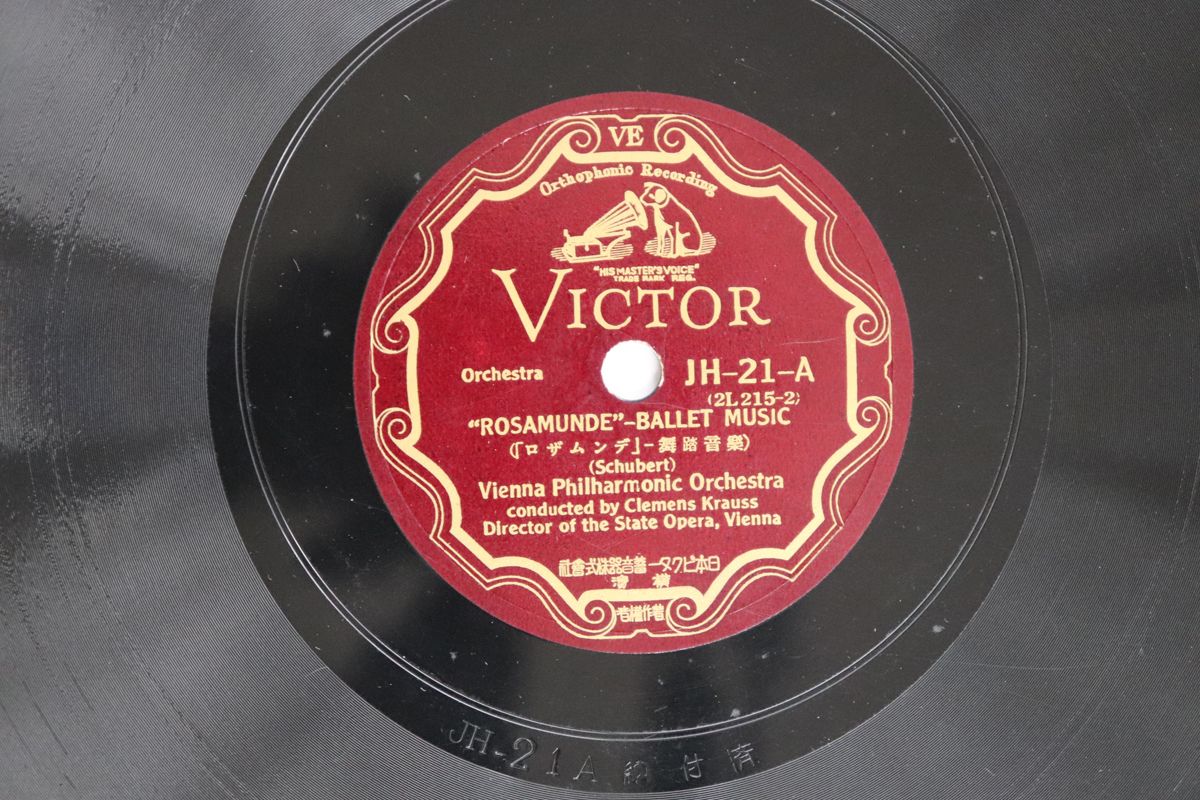 VE
Orthophonic Recording
"HIS MASTER'S VOICE"
TRADE MARK REG.
VICTOR
Orchestra
JH-21-A
(2L215-2)
"ROSAMUNDE"-BALLET MUSIC
(「ロザムンデ」-舞踏音樂)
(Schubert)
Vienna Philharmonic Orchestra
conducted by Clemens Krauss
Director of the State Opera, Vienna
日本ビクター蓄音器株式會社
横濱
著作權者
JH-21A